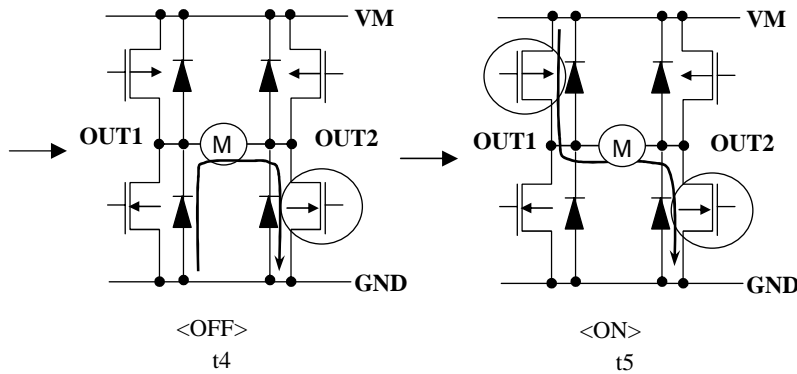 VM
OUT1
M
OUT2
GND
<OFF>
t4
VM
OUT1
M
OUT2
GND
<ON>
t5